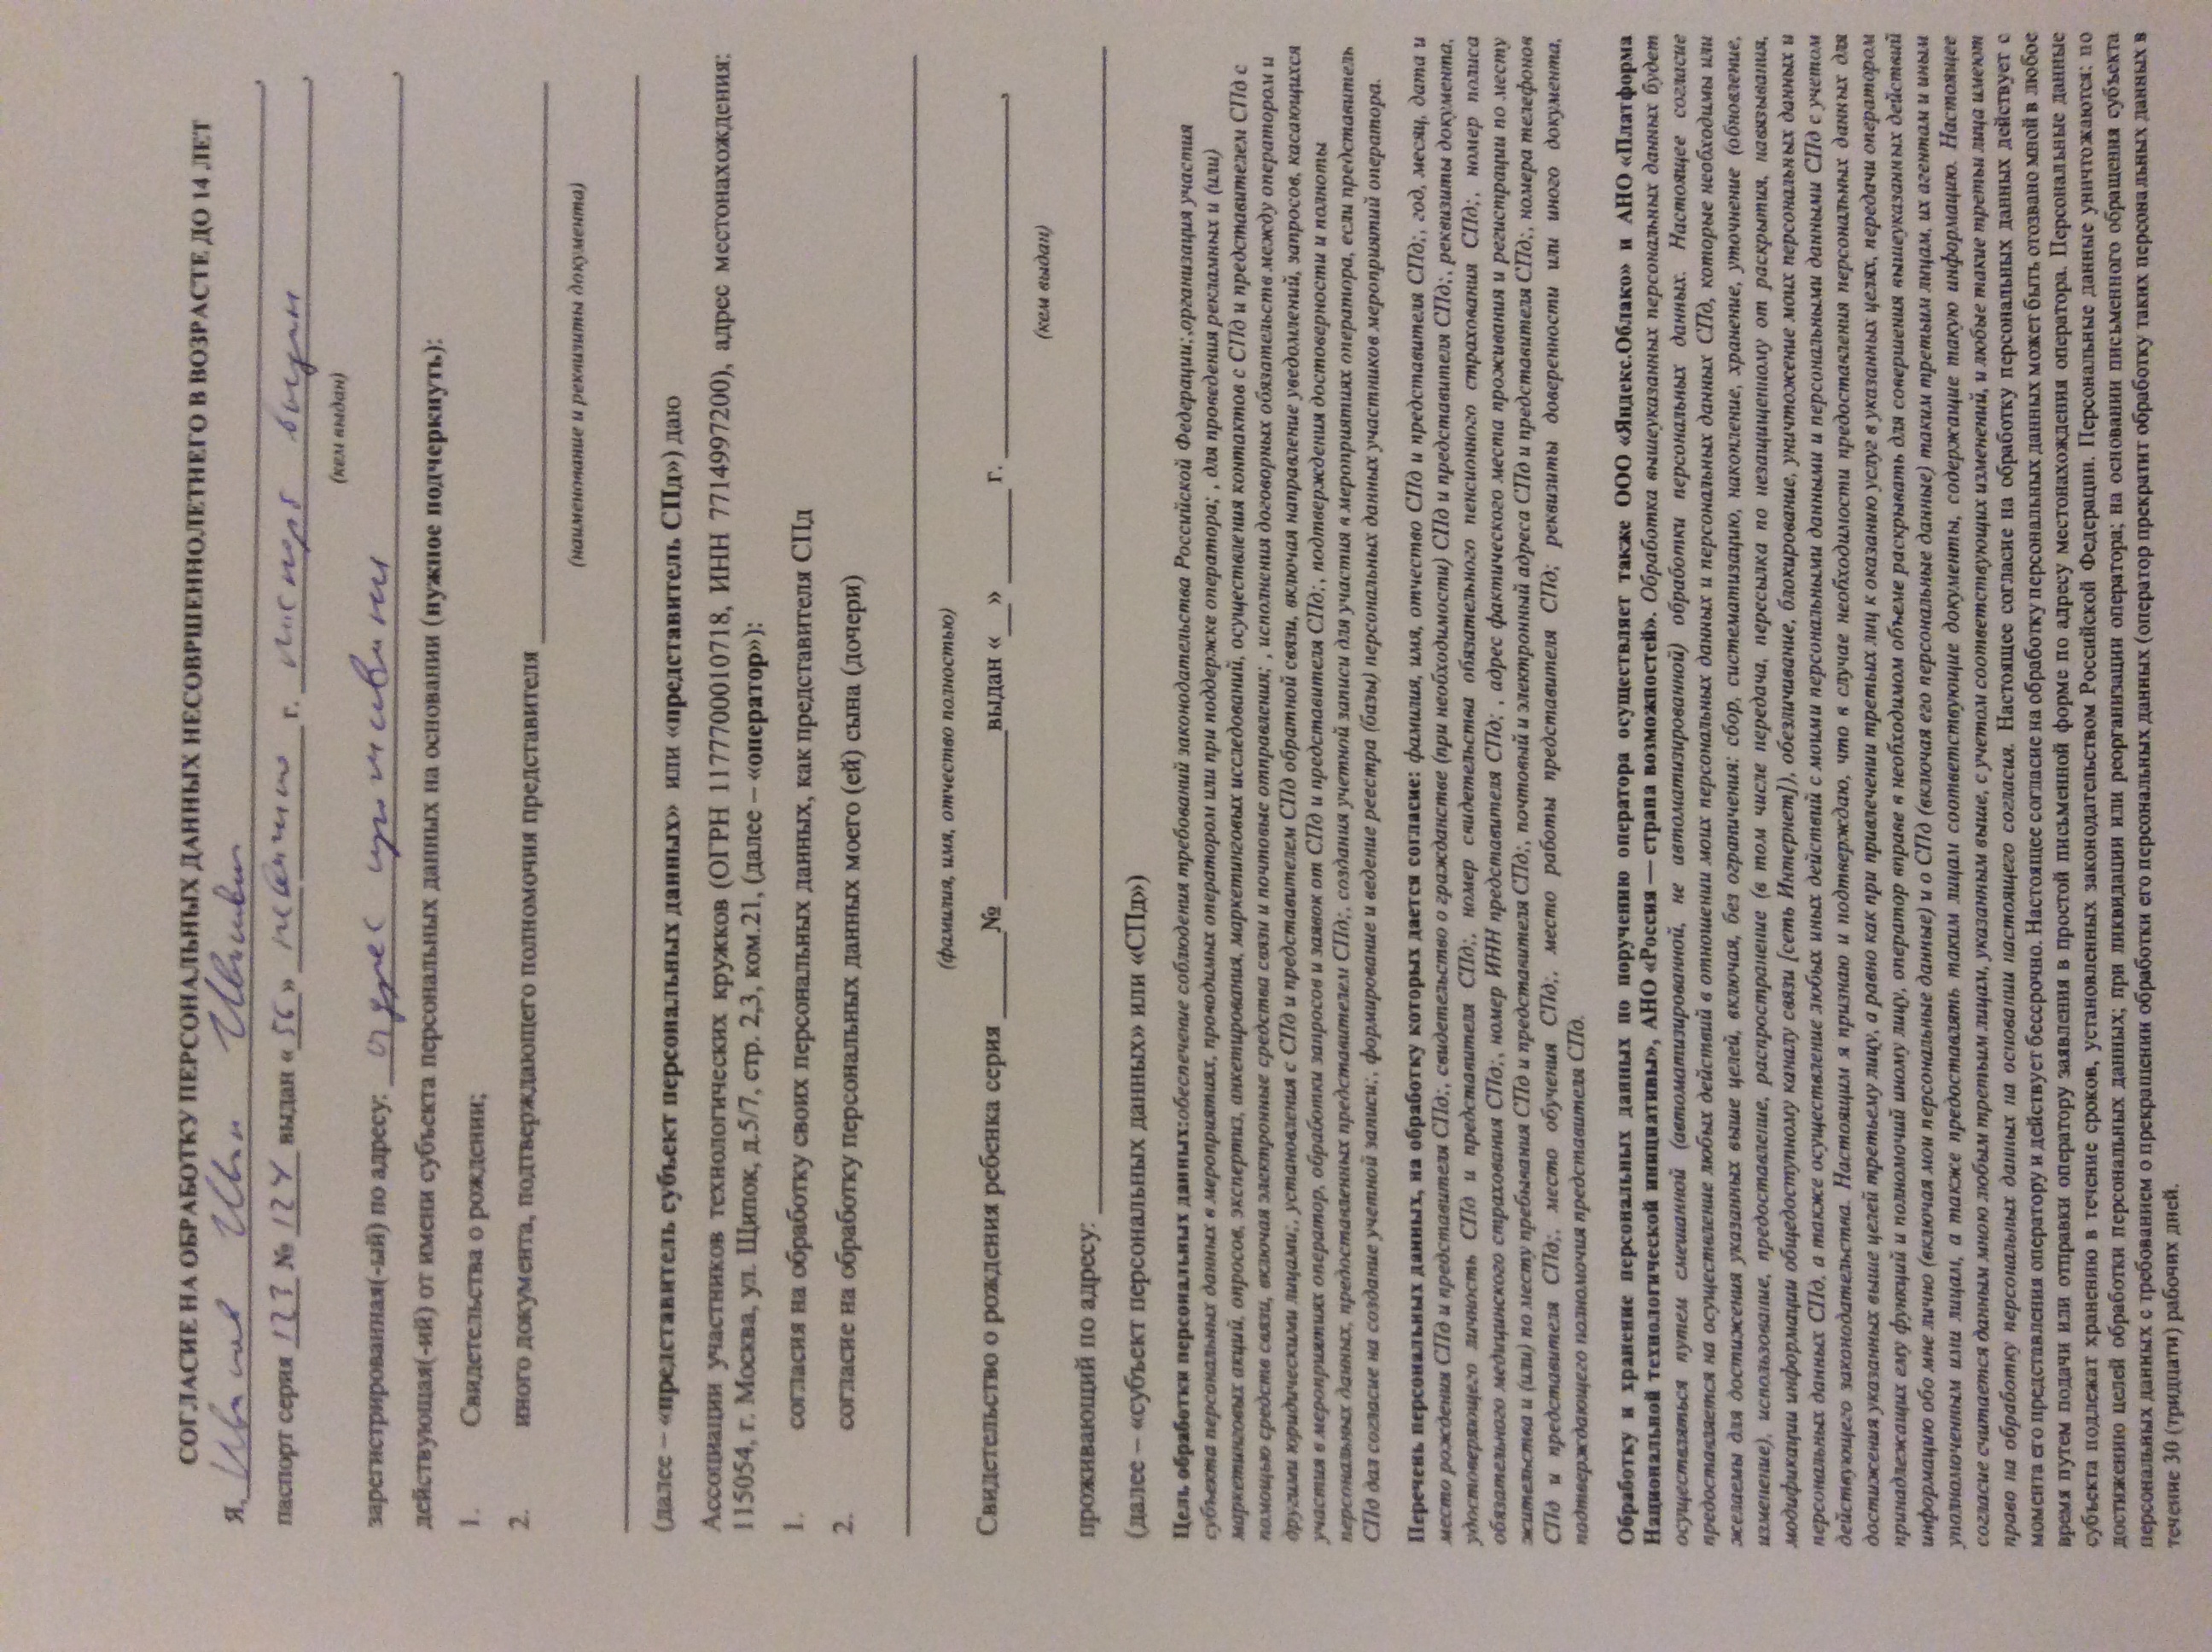 СОГЛАСИЕ НА ОБРАБОТКУ ПЕРСОНАЛЬНЫХ ДАННЫХ НЕСОВРШЕННОЛЕТНЕГО В ВОЗРАСТЕ ДО 14 ЛЕТ
Я, Иванов Иван Иванович,
паспорт серия 123 № 124 выдан « 56 » г. паспорт выдан,
(кем выдан)
зарегистрированная(-ый) по адресу: адрес проживания,
действующая(-ий) от имени субъекта персональных данных на основании (нужное подчеркнуть):
1. Свидетельства о рождении;
2. иного документа, подтверждающего полномочия представителя
(наименование и реквизиты документа)
(далее – «представитель субъект персональных данных» или «представитель СПд») даю
Ассоциации участников технологических кружков (ОГРН 1177700010718, ИНН 7714997200), адрес местонахождения:
115054, г. Москва, ул. Щипок, д.5/7, стр. 2,3, ком.21, (далее – «оператор»):
1. согласия на обработку своих персональных данных, как представителя СПд
2. согласие на обработку персональных данных моего (ей) сына (дочери)
(фамилия, имя, отчество полностью)
Свидетельство о рождения ребенка серия ______№ ____________выдан «__» _______ г. __________________________,
(кем выдан)
проживающий по адресу:
(далее – «субъект персональных данных» или «СПд»)
Цель обработки персональных данных:обеспечение соблюдения требований законодательства Российской Федерации;,организация участия
субъекта персональных данных в мероприятиях, проводимых оператором или при поддержке оператора; , для проведения рекламных и (или)
маркетинговых акций, опросов, экспертиз, анкетирования, маркетинговых исследований, осуществления контактов с СПд и представителем СПд с
помощью средств связи, включая электронные средства связи и почтовые отправления; , исполнения договорных обязательств между оператором и
другими юридическими лицами;, установления с СПд и представителем СПд обратной связи, включая направление уведомлений, запросов, касающихся
участия в мероприятиях оператор, обработки запросов и заявок от СПд и представителя СПд;, подтверждения достоверности и полноты
персональных данных, предоставленных представителем СПд;, создания учетной записи для участия в мероприятиях оператора, если представитель
СПд дал согласие на создание учетной записи;, формирование и ведение реестра (базы) персональных данных участников мероприятий оператора.
Перечень персональных данных, на обработку которых дается согласие: фамилия, имя, отчество СПд и представителя СПд;, год, месяц, дата и
место рождения СПд и представителя СПд;, свидетельство о гражданстве (при необходимости) СПд и представителя СПд;, реквизиты документа,
удостоверяющего личность СПд и представителя СПд;, номер свидетельства обязательного пенсионного страхования СПд;, номер полиса
обязательного медицинского страхования СПд;, номер ИНН представителя СПд; , адрес фактического места проживания и регистрации по месту
жительства и (или) по месту пребывания СПд и представителя СПд;, почтовый и электронный адреса СПд и представителя СПд;, номера телефонов
СПд и представителя СПд;, место обучения СПд;, место работы представителя СПд; реквизиты доверенности или иного документа,
подтверждающего полномочия представителя СПд.
Обработку и хранение персональных данных по поручению оператора осуществляет также ООО «Яндекс.Облако» и АНО «Платформа
Национальной технологической инициативы», АНО «Россия — страна возможностей». Обработка вышеуказанных персональных данных будет
осуществляться путем смешанной (автоматизированной, не автоматизированной) обработки персональных данных. Настоящее согласие
предоставляется на осуществление любых действий в отношении моих персональных данных и персональных данных СПд, которые необходимы или
желаемы для достижения указанных выше целей, включая, без ограничения: сбор, систематизацию, накопление, хранение, уточнение (обновление,
изменение), использование, предоставление, распространение (в том числе передача, пересылка по незащищенному от раскрытия, навязывания,
модификации информации общедоступному каналу связи [сеть Интернет]), обезличивание, блокирование, уничтожение моих персональных данных и
персональных данных СПд, а также осуществление любых иных действий с моими персональными данными и персональными данными СПд с учетом
действующего законодательства. Настоящим я признаю и подтверждаю, что в случае необходимости предоставления персональных данных для
достижения указанных выше целей третьему лицу, а равно как при привлечении третьих лиц к оказанию услуг в указанных целях, передачи оператором
принадлежащих ему функций и полномочий иному лицу, оператор вправе в необходимом объеме раскрывать для совершения вышеуказанных действий
информацию обо мне лично (включая мои персональные данные) и о СПд (включая его персональные данные) таким третьим лицам, их агентам и иным
уполномоченным ими лицам, а также предоставлять таким лицам соответствующие документы, содержащие такую информацию. Настоящее
согласие считается данным мною любым третьим лицам, указанным выше, с учетом соответствующих изменений, и любые такие третьи лица имеют
право на обработку персональных данных на основании настоящего согласия. Настоящее согласие на обработку персональных данных действует с
момента его представления оператору и действует бессрочно. Настоящее согласие на обработку персональных данных может быть отозвано мной в любое
время путем подачи или отправки оператору заявления в простой письменной форме по адресу местонахождения оператора. Персональные данные
субъекта подлежат хранению в течение сроков, установленных законодательством Российской Федерации. Персональные данные уничтожаются: по
достижению целей обработки персональных данных; при ликвидации или реорганизации оператора; на основании письменного обращения субъекта
персональных данных с требованием о прекращении обработки его персональных данных (оператор прекратит обработку таких персональных данных в
течение 30 (тридцати) рабочих дней.